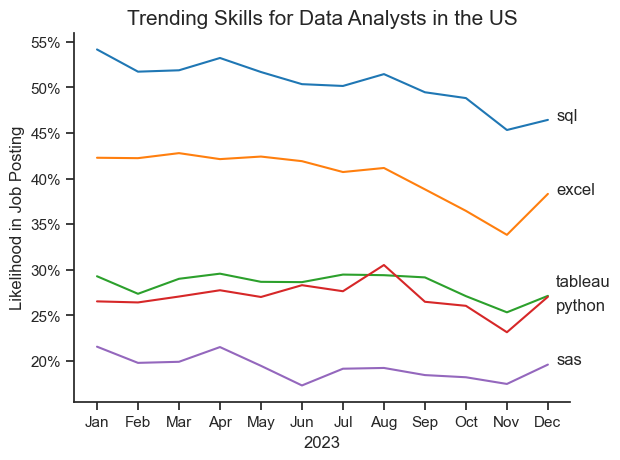 Trending Skills for Data Analysts in the US
Likelihood in Job Posting
55%
50%
45%
40%
35%
30%
25%
20%
sql
excel
tableau
python
sas
Jan Feb Mar Apr May Jun Jul Aug Sep Oct Nov Dec
2023